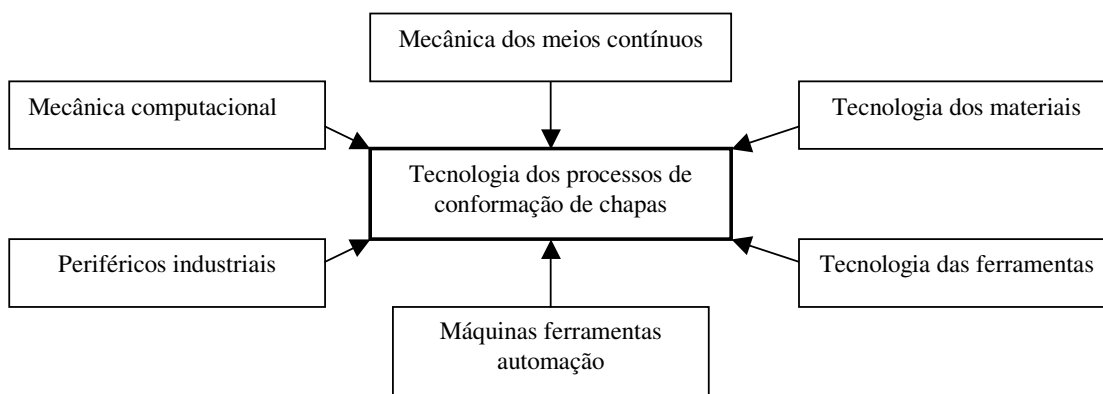 Mecânica dos meios contínuos
Mecânica computacional
Tecnologia dos materiais
Tecnologia dos processos de
conformação de chapas
Periféricos industriais
Tecnologia das ferramentas
Máquinas ferramentas
automação